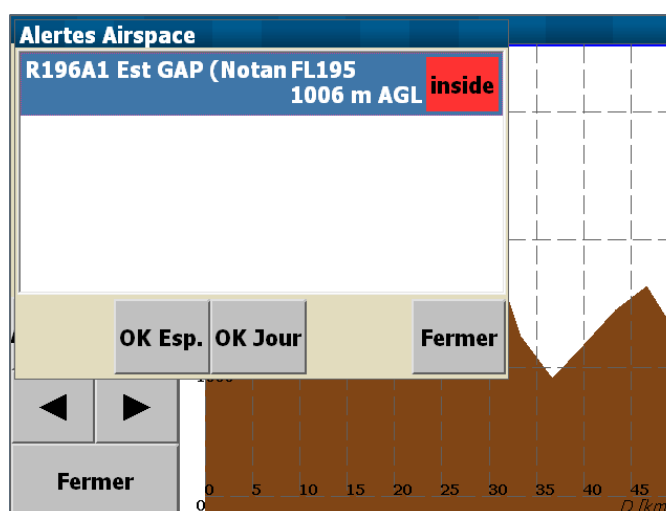 Alertes Airspace
R196A1 Est GAP (Notan FL195
1006 m AGL
inside
OK Esp. OK Jour Fermer
Fermer
0 5 10 15 20 25 30 35 40 45
0